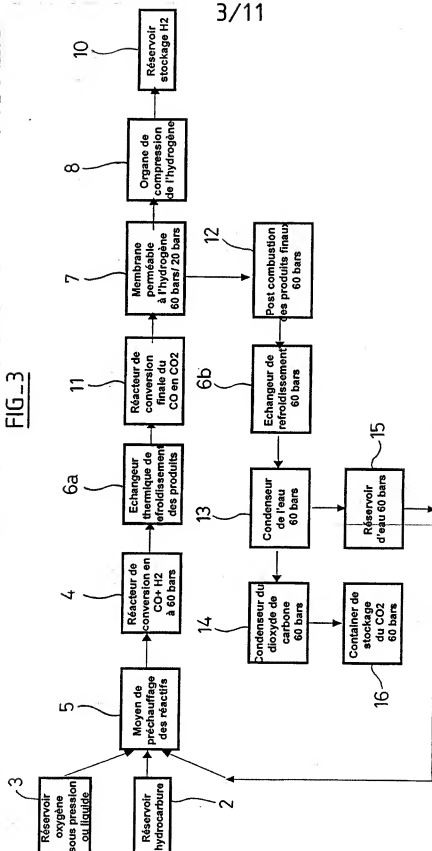 3/11
FIG_3
3
Réservoir
oxygène
sous pression
ou liquide
2
Réservoir
hydrocarbure
5
Moyen de
préchauffage
des réactifs
4
Réacteur de
conversion en
CO+ H2
à 60 bars
6a
Echangeur
thermique de
refroidissement
des produits
11
Réacteur de
conversion
finale du
CO en CO2
7
Membrane
perméable
à l'hydrogène
60 bars/ 20 bars
8
Organe de
compression
de l'hydrogène
10
Réservoir
stockage H2
12
Post combustion
des produits finaux
60 bars
6b
Echangeur de
refroidissement
60 bars
13
Condenseur
de l'eau
60 bars
15
Réservoir
d'eau 60 bars
14
Condenseur du
dioxyde de
carbone
60 bars
16
Container de
stockage
du CO2
60 bars